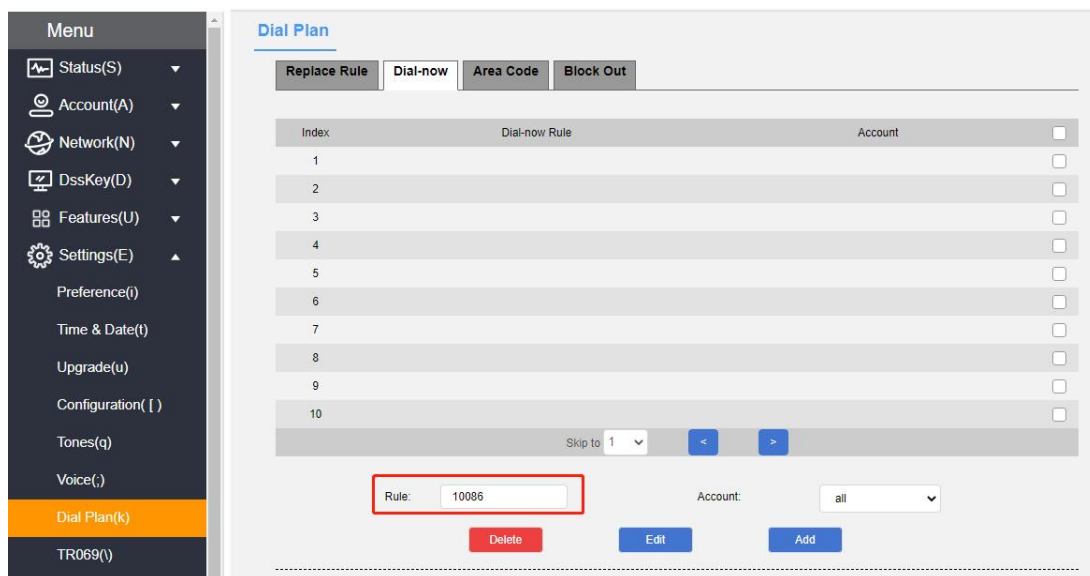 Menu
Status(S)
Account(A)
Network(N)
DssKey(D)
Features(U)
Settings(E)
Preference(i)
Time & Date(t)
Upgrade(u)
Configuration( [ )
Tones(q)
Voice(;)
Dial Plan(k)
TR069(\)
Dial Plan
Replace Rule Dial-now Area Code Block Out
Index Dial-now Rule Account
1
2
3
4
5
6
7
8
9
10
Skip to 1 < >
Rule: 10086 Account: all
Delete Edit Add